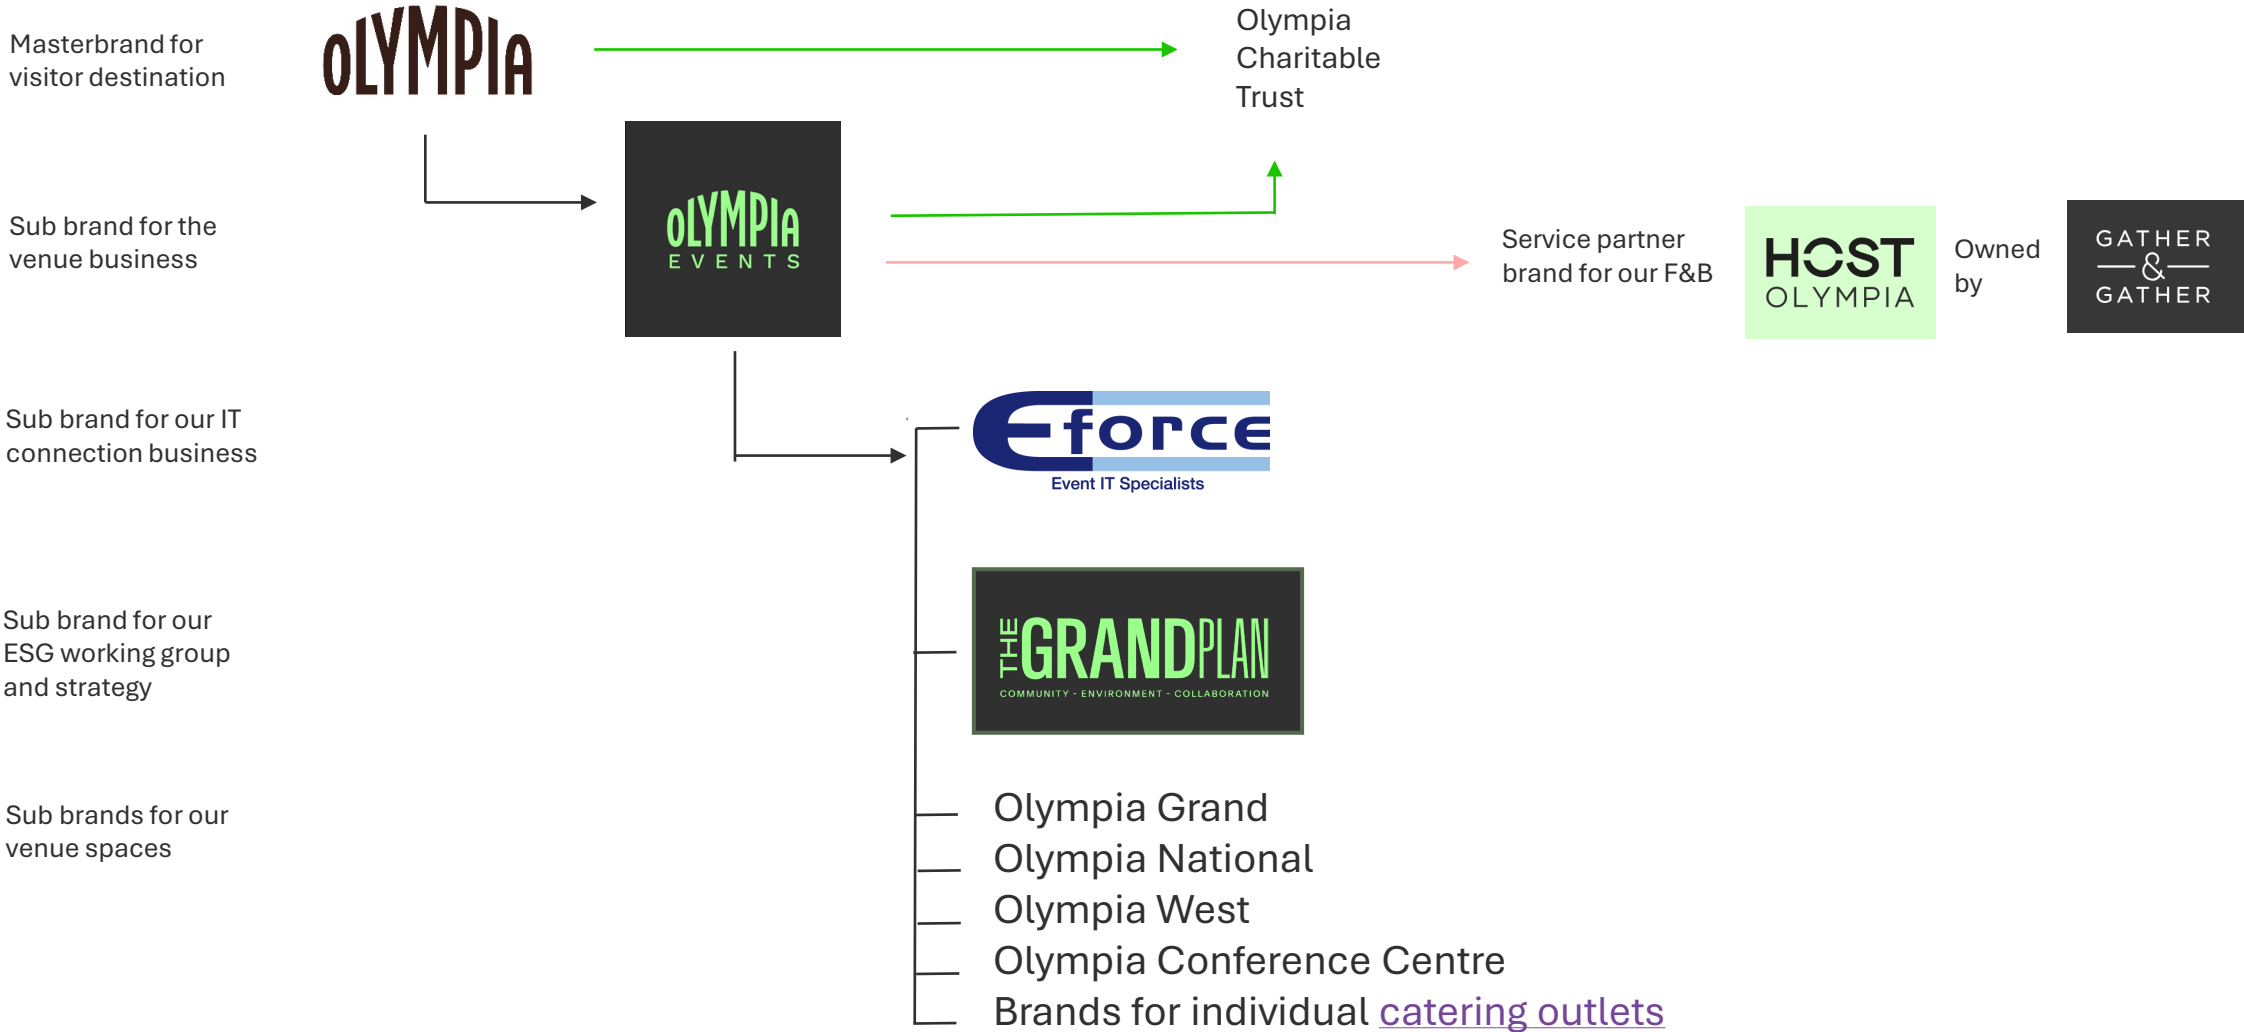 Masterbrand for
visitor destination
OLYMPIA
Olympia
Charitable
Trust
Sub brand for the
venue business
OLYMPIA
EVENTS
Service partner
brand for our F&B
HOST
OLYMPIA
Owned
by
GATHER
&
GATHER
Sub brand for our IT
connection business
Eforce
Event IT Specialists
Sub brand for our
ESG working group
and strategy
THE GRANDPLAN
COMMUNITY - ENVIRONMENT - COLLABORATION
Sub brands for our
venue spaces
Olympia Grand
Olympia National
Olympia West
Olympia Conference Centre
Brands for individual catering outlets